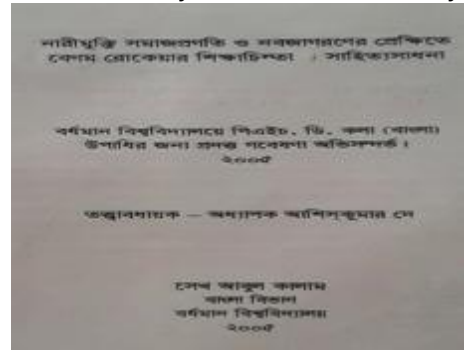 নারীমুক্তি সমাজপ্রগতি ও নবজাগরণের প্রেক্ষিতে
বেগম রোকেয়ার শিক্ষাচিন্তা : সাহিত্যসাধনা
বর্ধমান বিশ্ববিদ্যালয়ে পিএইচ. ডি. কলা (বাংলা)
উপাধির জন্য প্রদত্ত গবেষণা অভিসন্দর্ভ।
২০০৫
তত্ত্বাবধায়ক – অধ্যাপক আশিস্‌কুমার দে
সেখ আবুল কালাম
বাংলা বিভাগ
বর্ধমান বিশ্ববিদ্যালয়
২০০৫